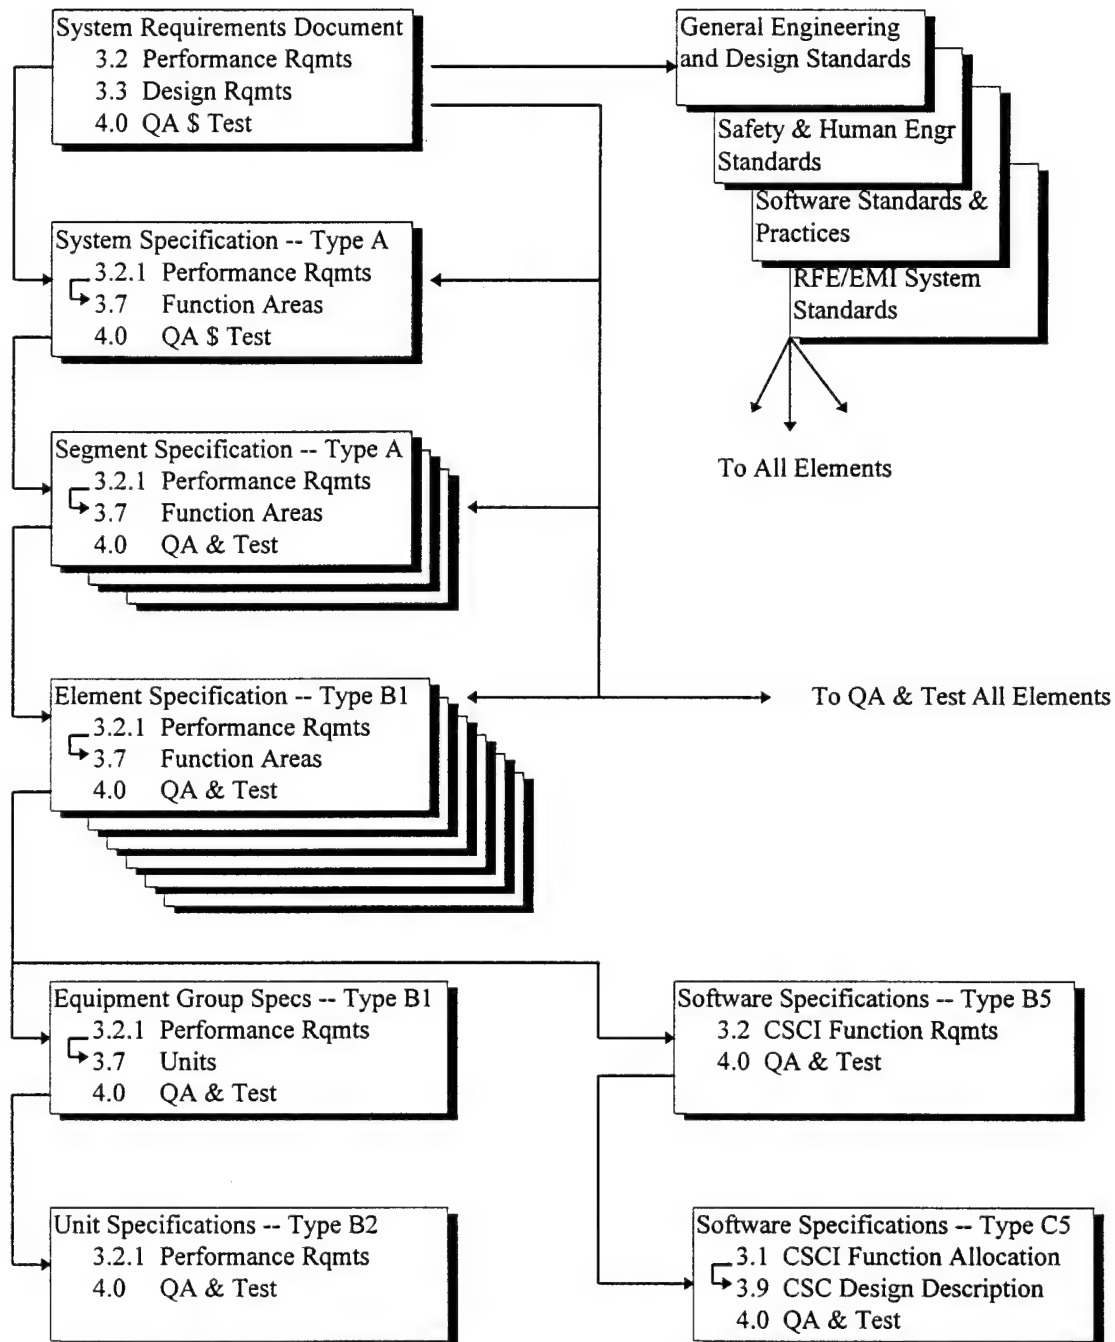 System Requirements Document
3.2 Performance Rqmts
3.3 Design Rqmts
4.0 QA $ Test
General Engineering
and Design Standards
Safety & Human Engr
Standards
Software Standards &
Practices
RFE/EMI System
Standards
To All Elements
System Specification -- Type A
3.2.1 Performance Rqmts
3.7 Function Areas
4.0 QA $ Test
Segment Specification -- Type A
3.2.1 Performance Rqmts
3.7 Function Areas
4.0 QA & Test
Element Specification -- Type B1
3.2.1 Performance Rqmts
3.7 Function Areas
4.0 QA & Test
To QA & Test All Elements
Equipment Group Specs -- Type B1
3.2.1 Performance Rqmts
3.7 Units
4.0 QA & Test
Software Specifications -- Type B5
3.2 CSCI Function Rqmts
4.0 QA & Test
Unit Specifications -- Type B2
3.2.1 Performance Rqmts
4.0 QA & Test
Software Specifications -- Type C5
3.1 CSCI Function Allocation
3.9 CSC Design Description
4.0 QA & Test